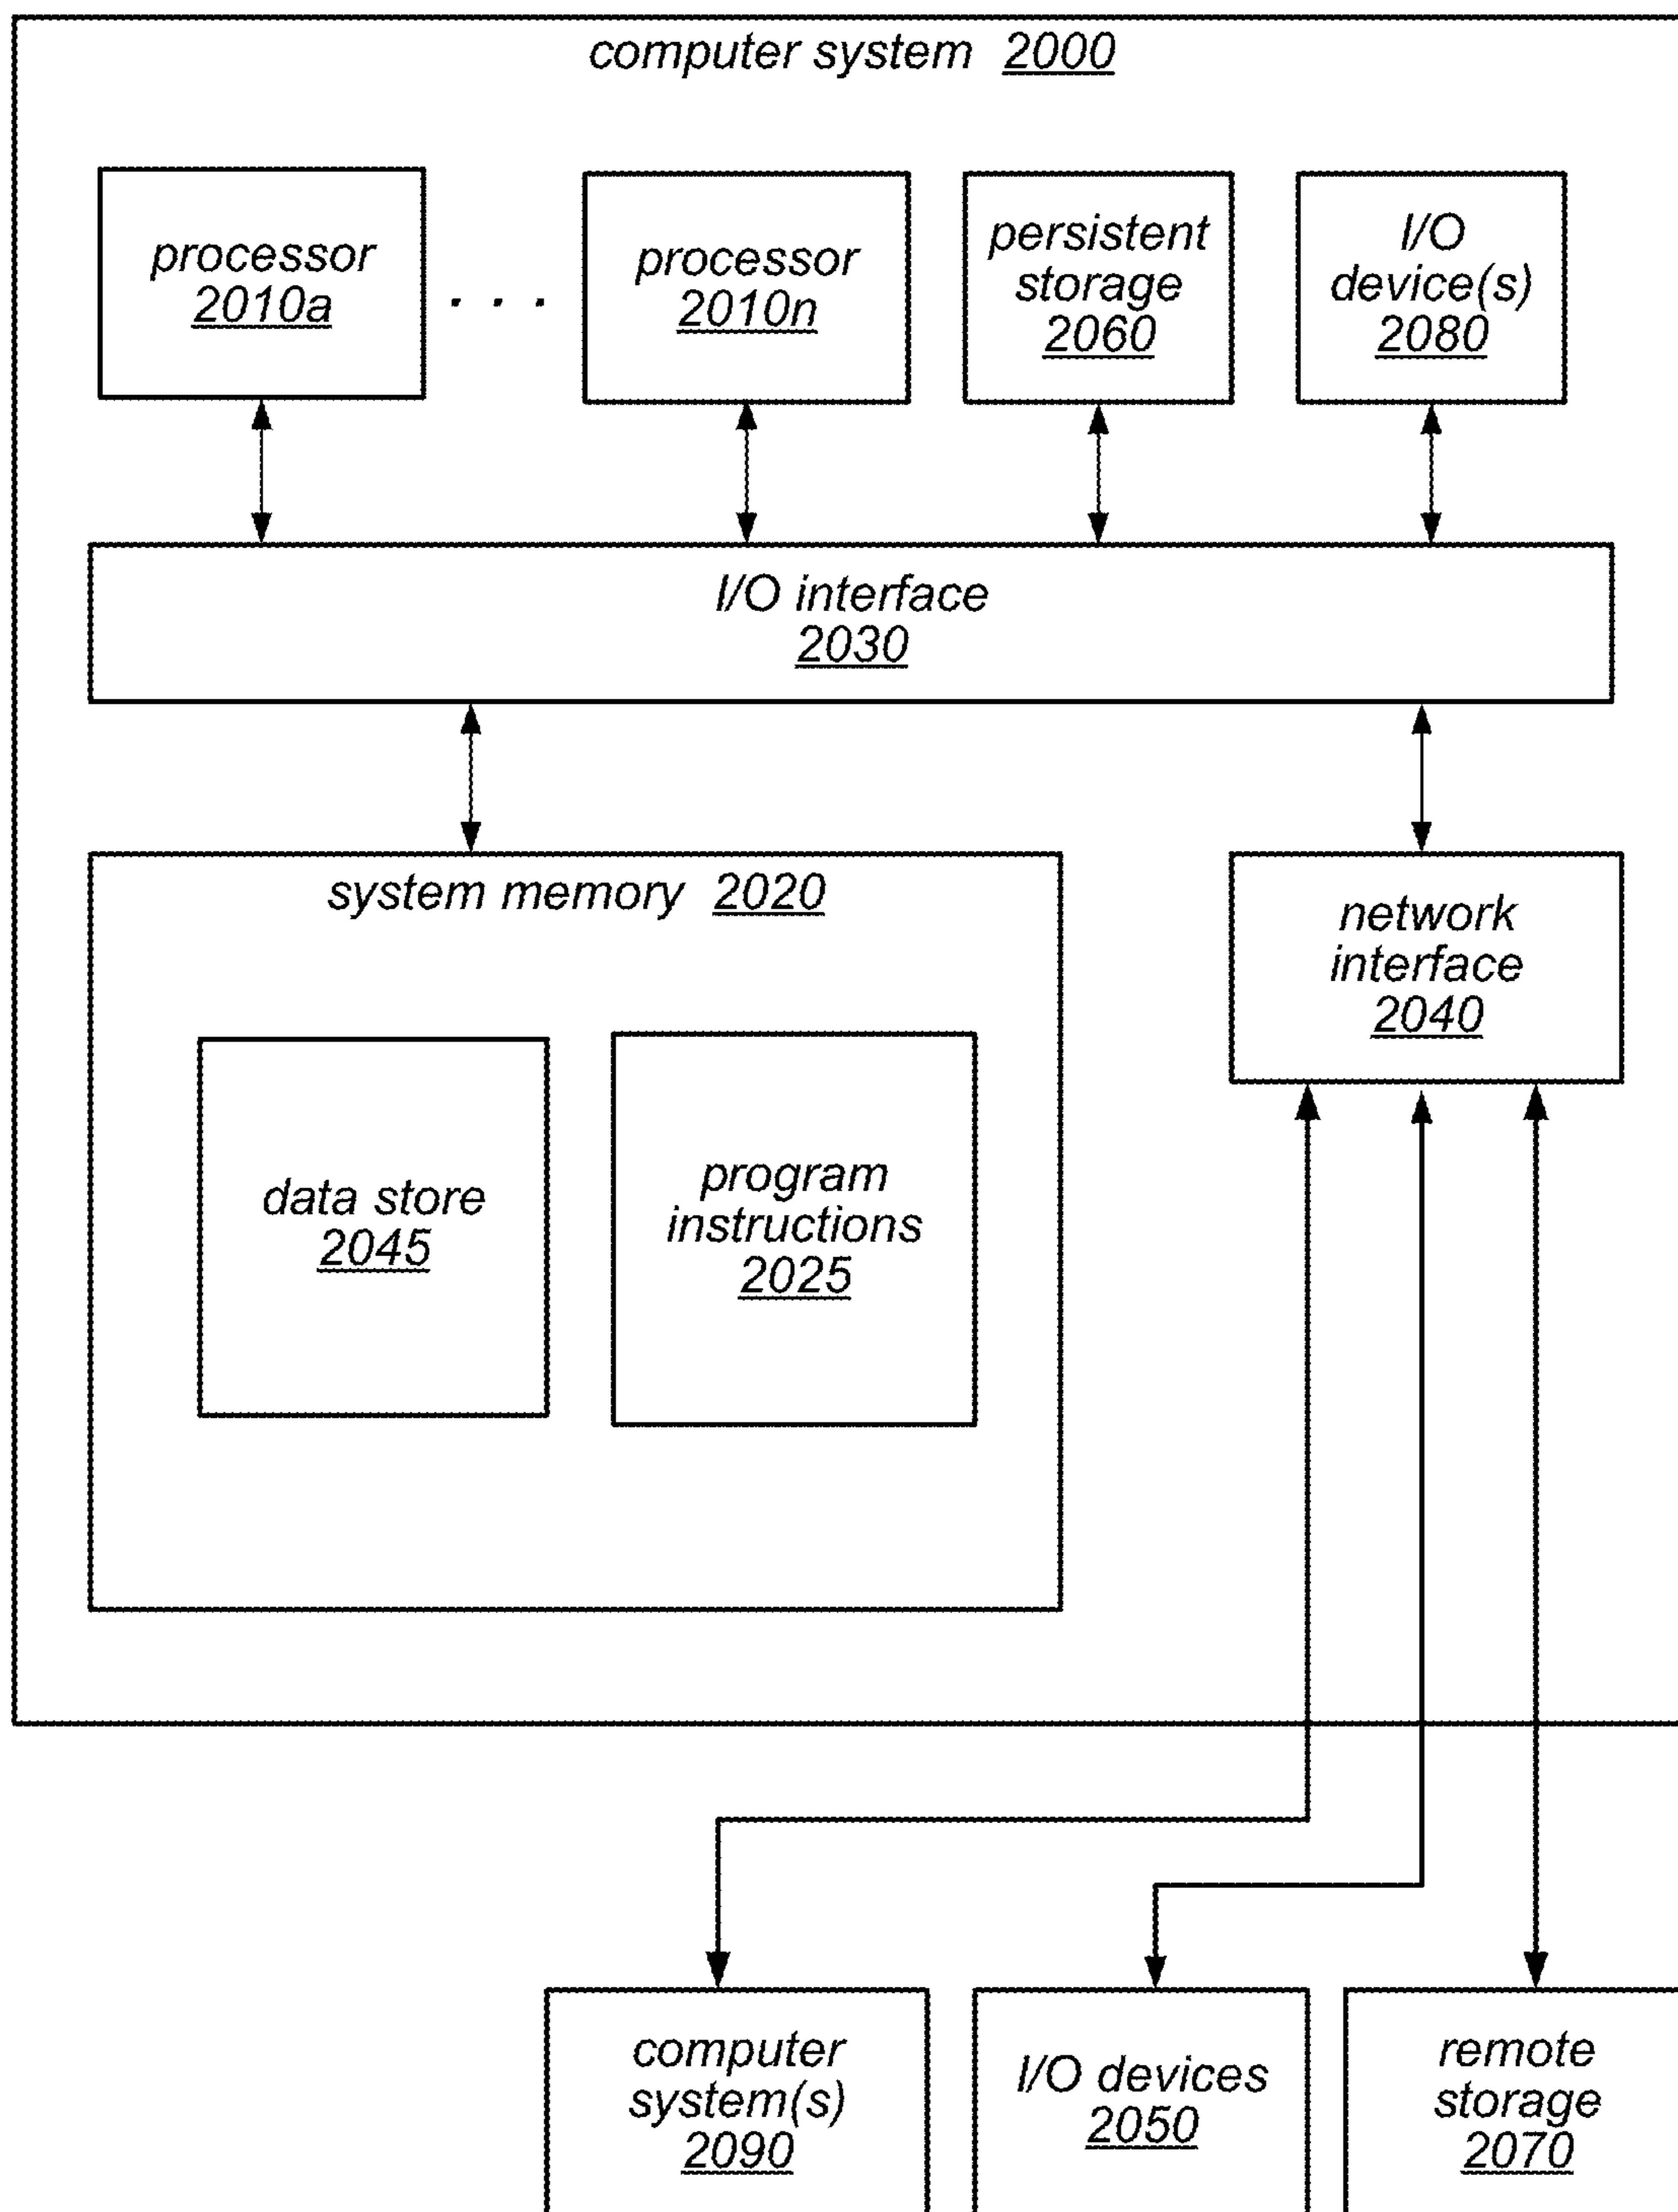 computer system 2000
processor
2010a
. . .
processor
2010n
persistent
storage
2060
I/O
device(s)
2080
I/O interface
2030
system memory 2020
network
interface
2040
data store
2045
program
instructions
2025
computer
system(s)
2090
I/O devices
2050
remote
storage
2070